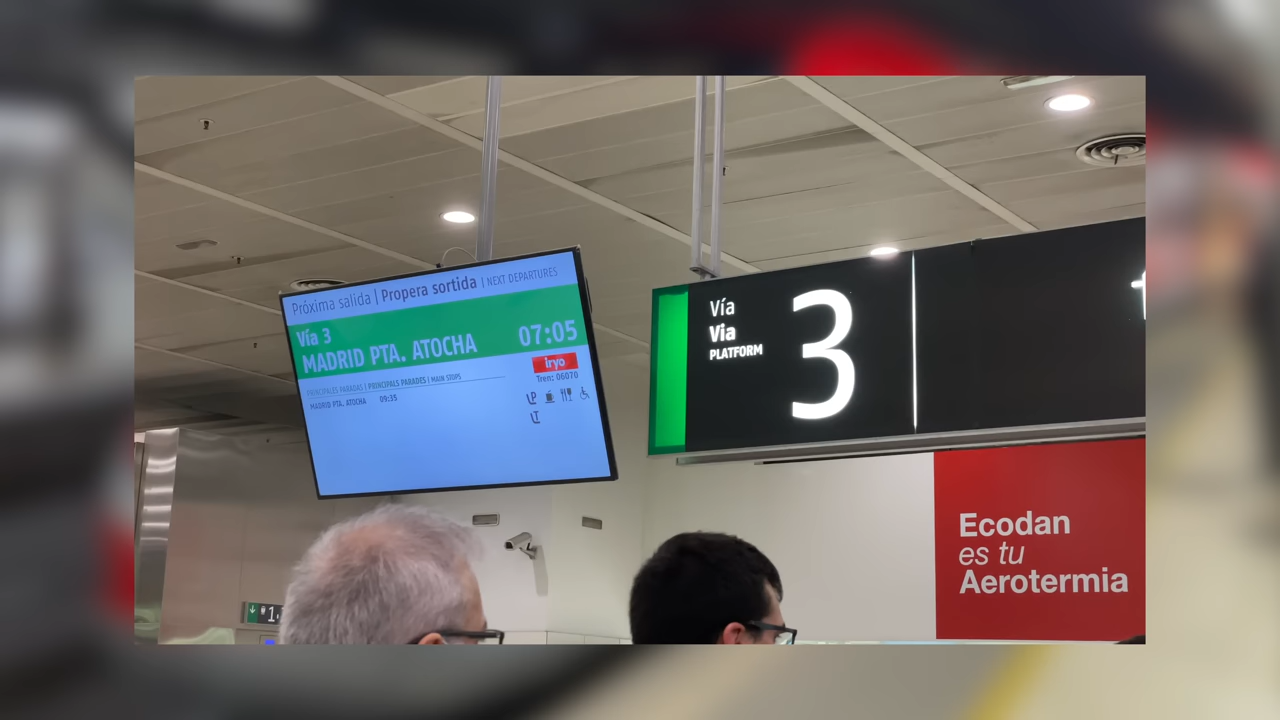 Próxima salida | Propera sortida | NEXT DEPARTURES
Vía 3
MADRID PTA. ATOCHA 07:05
iryo
Tren: 06070
PRINCIPALES PARADAS | PRINCIPALS PARADES | MAIN STOPS
MADRID PTA. ATOCHA 09:35
Vía
Via
PLATFORM
3
Ecodan
es tu
Aerotermia
1